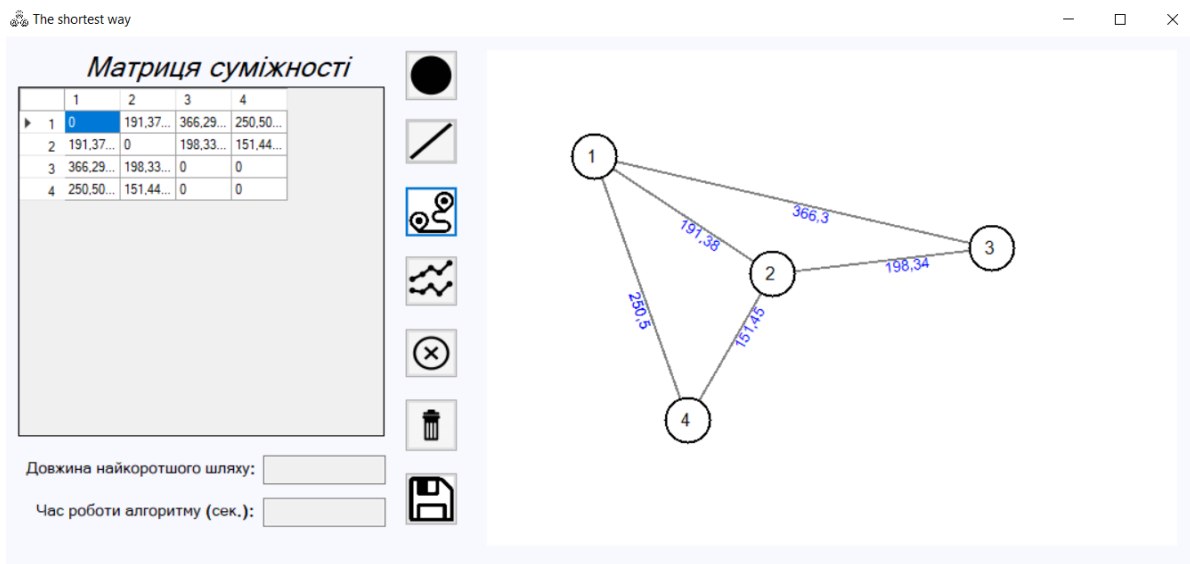 The shortest way
Матриця суміжності
1 2 3 4
1 0 191,37... 366,29... 250,50...
2 191,37... 0 198,33... 151,44...
3 366,29... 198,33... 0 0
4 250,50... 151,44... 0 0
Довжина найкоротшого шляху:
Час роботи алгоритму (сек.):
1
366,3
191,38
3
2
198,34
250,5
151,45
4